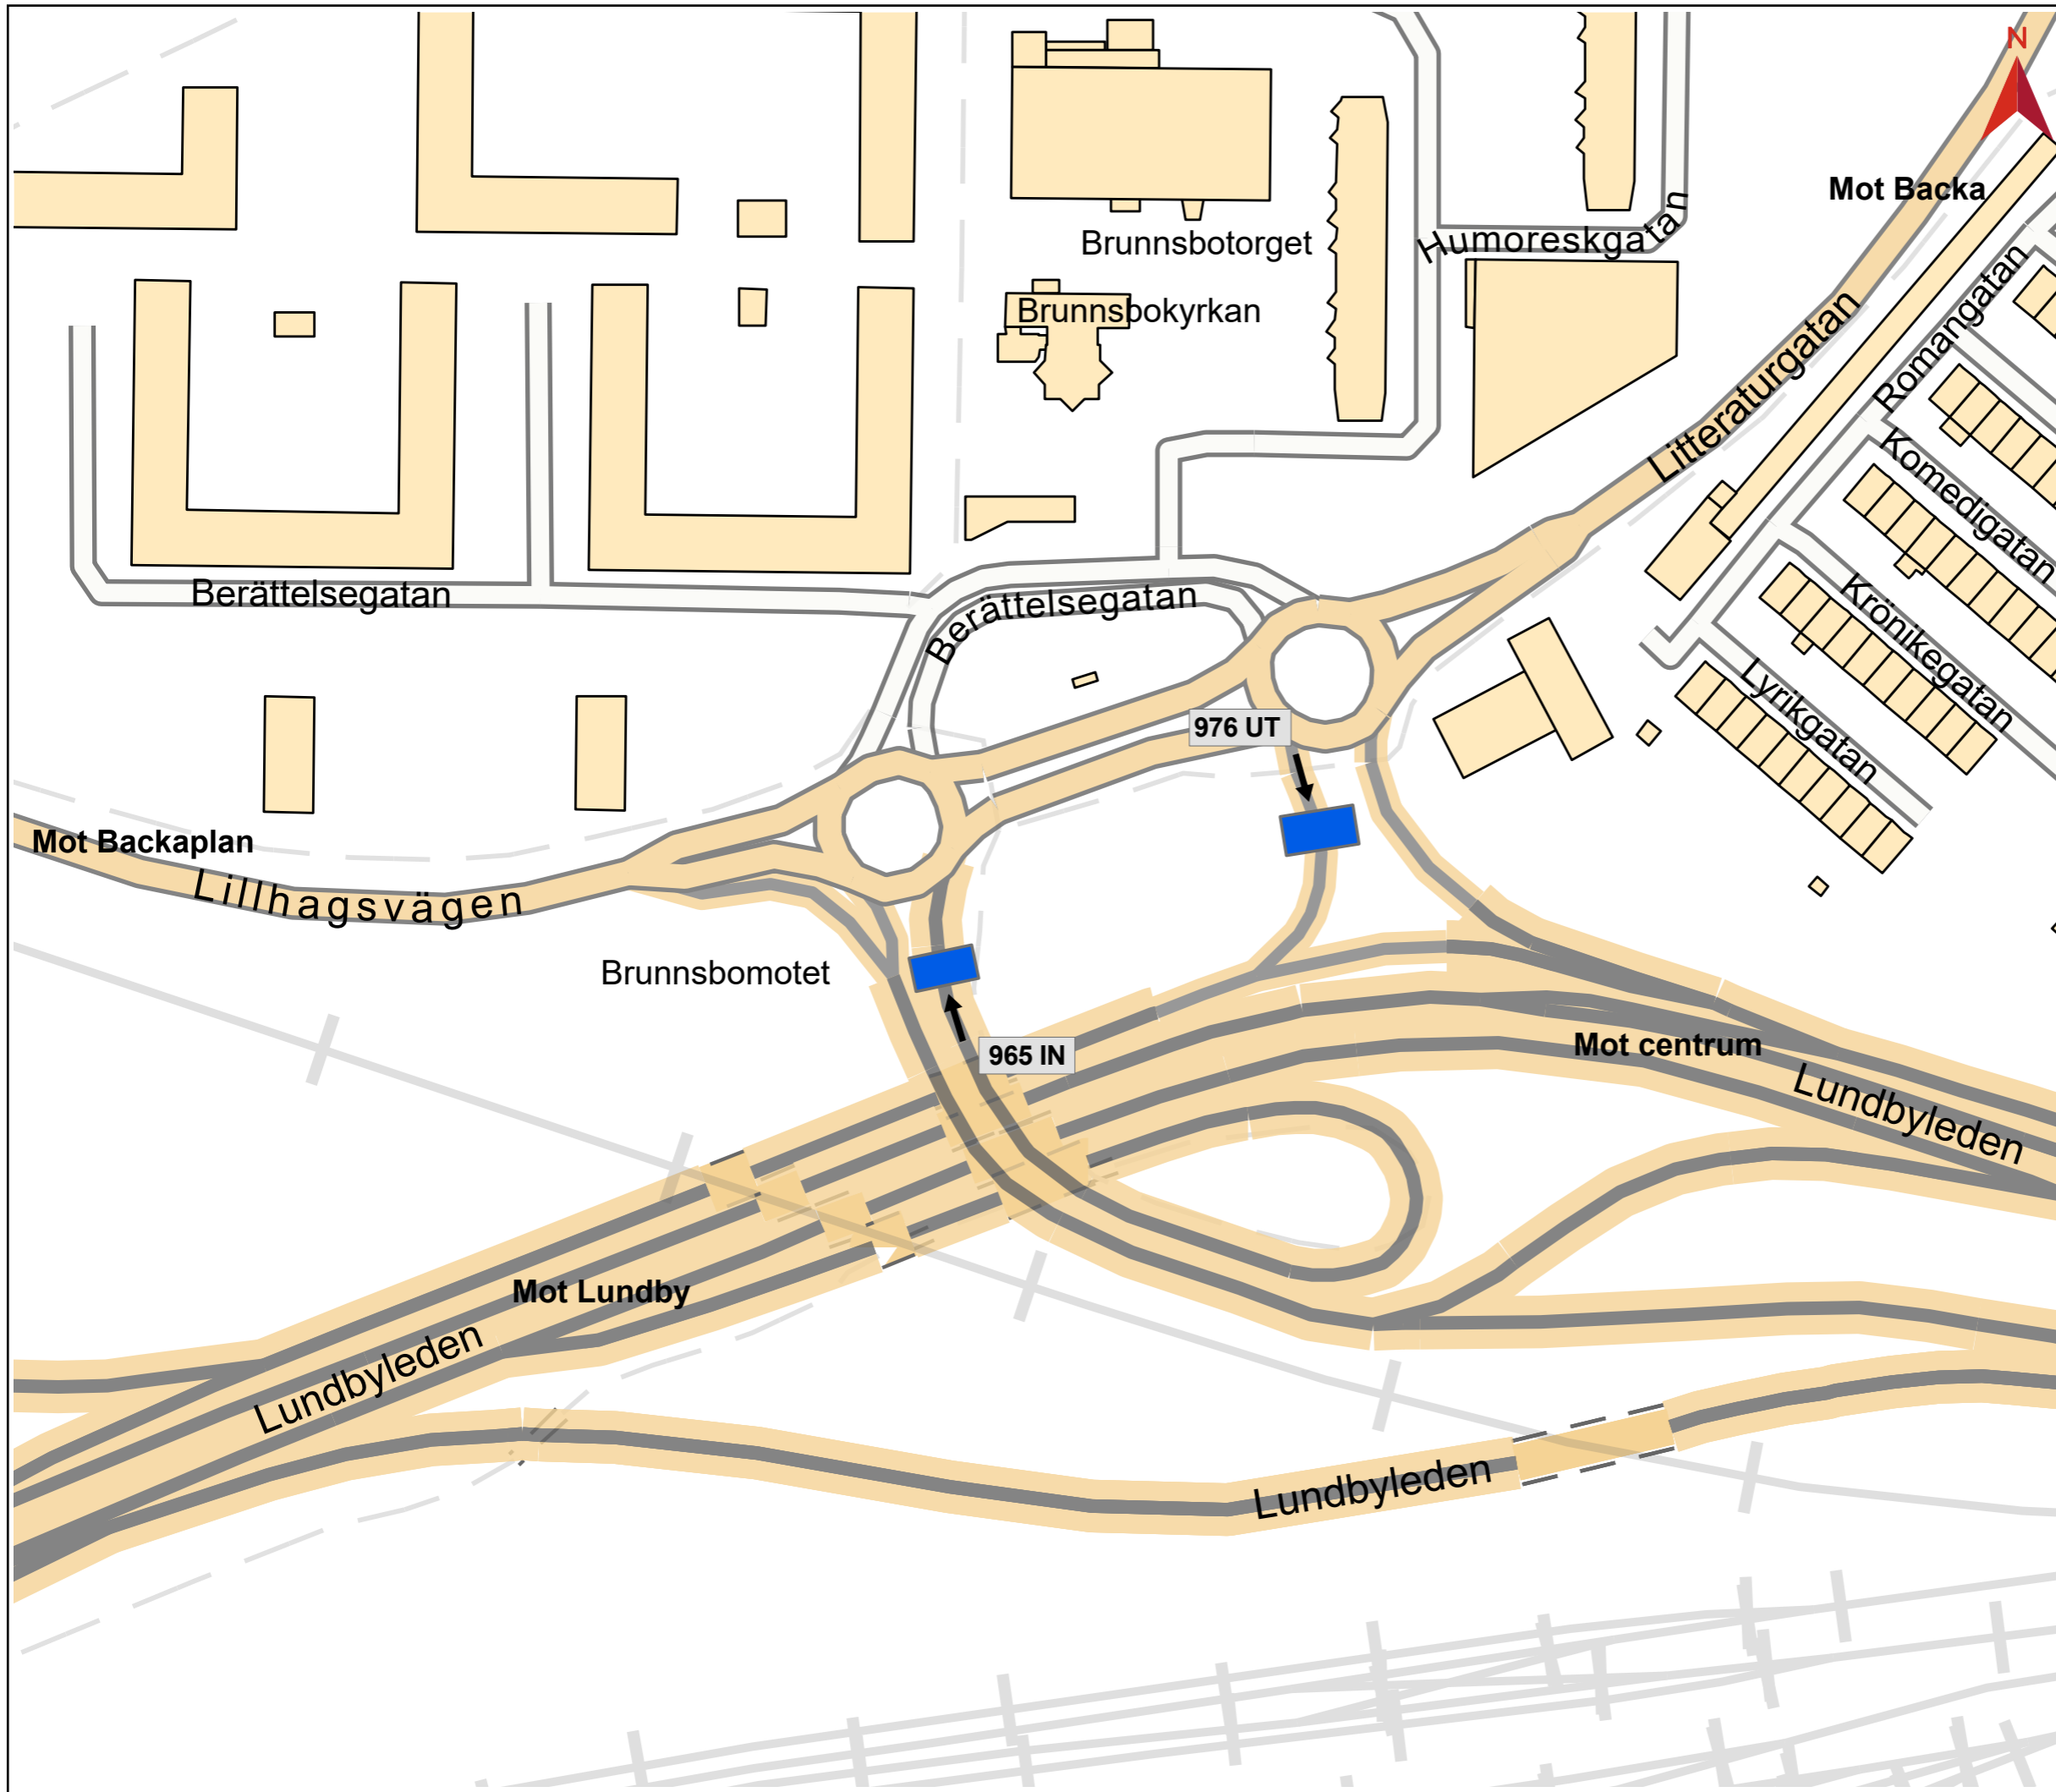 N
Mot Backa
Humoreskgatan
Brunnsbotorget
Brunnsbokyrkan
Romangatan
Litteraturgatan
Komedigatan
Krönikegatan
Berättelsegatan
Berättelsegatan
Lyrikgatan
976 UT
Mot Backaplan
Lillhagsvägen
Brunnsbomotet
965 IN
Mot centrum
Lundbyleden
Mot Lundby
Lundbyleden
Lundbyleden